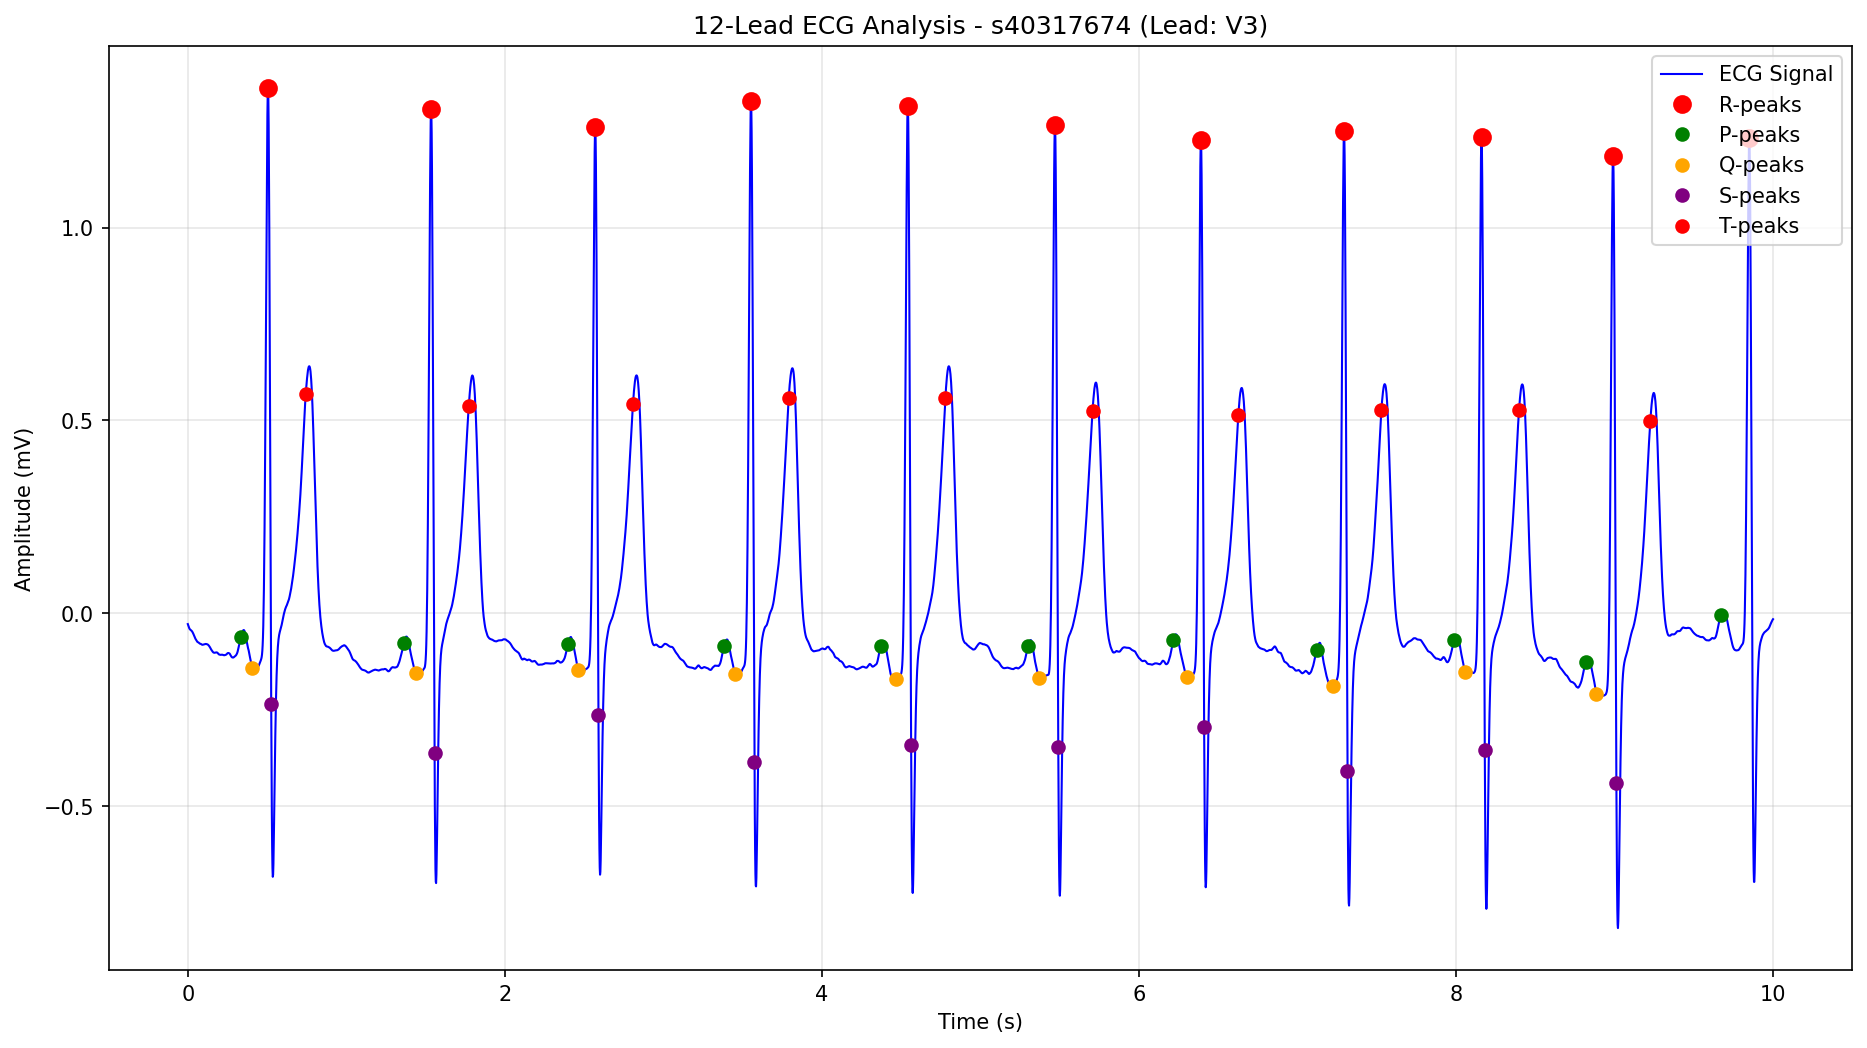 12-Lead ECG Analysis - s40317674 (Lead: V3)
ECG Signal
R-peaks
P-peaks
Q-peaks
S-peaks
T-peaks
Amplitude (mV)
1.0
0.5
0.0
−0.5
0 2 4 6 8 10
Time (s)